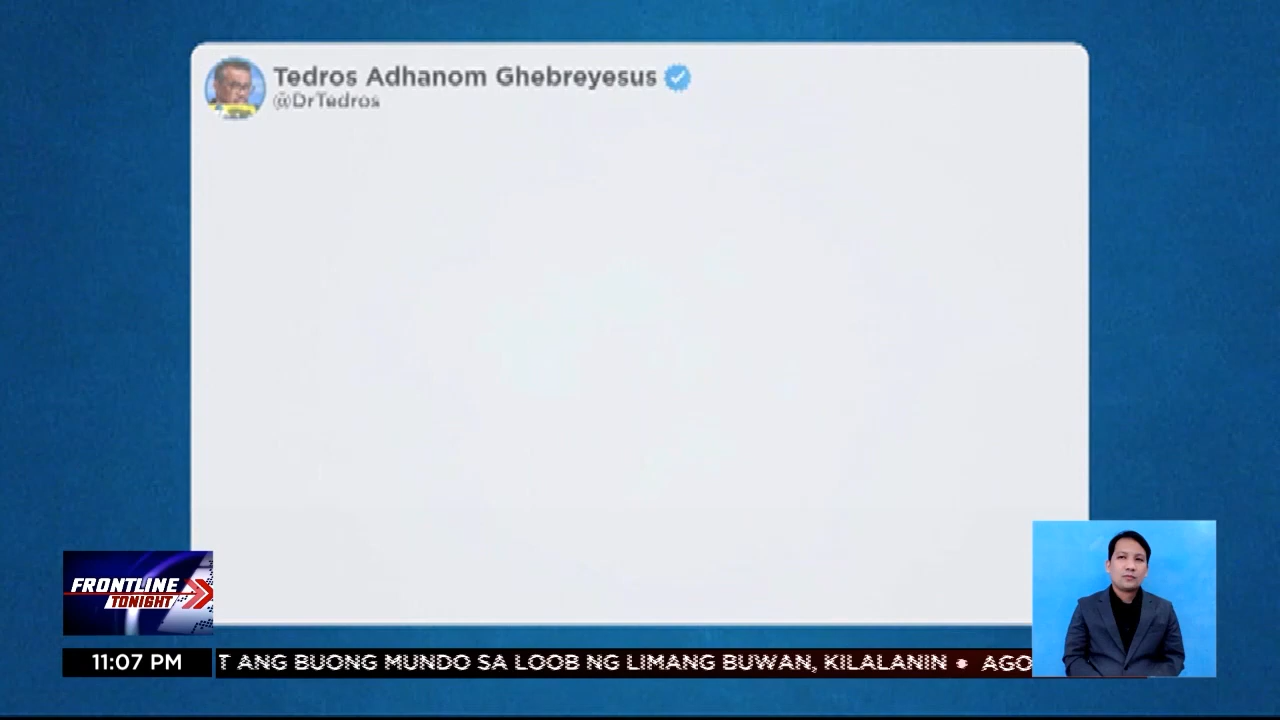 Tedros Adhanom Ghebreyesus
@DrTedros
FRONTLINE
TONIGHT
11:07 PM
T ANG BUONG MUNDO SA LOOB NG LIMANG BUWAN, KILALANIN • AGO